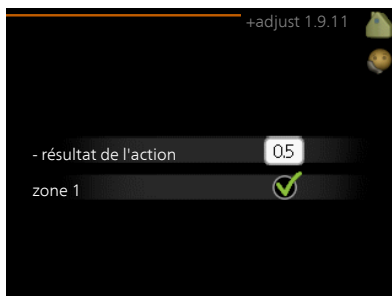 +adjust 1.9.11
- résultat de l'action 0.5
zone 1